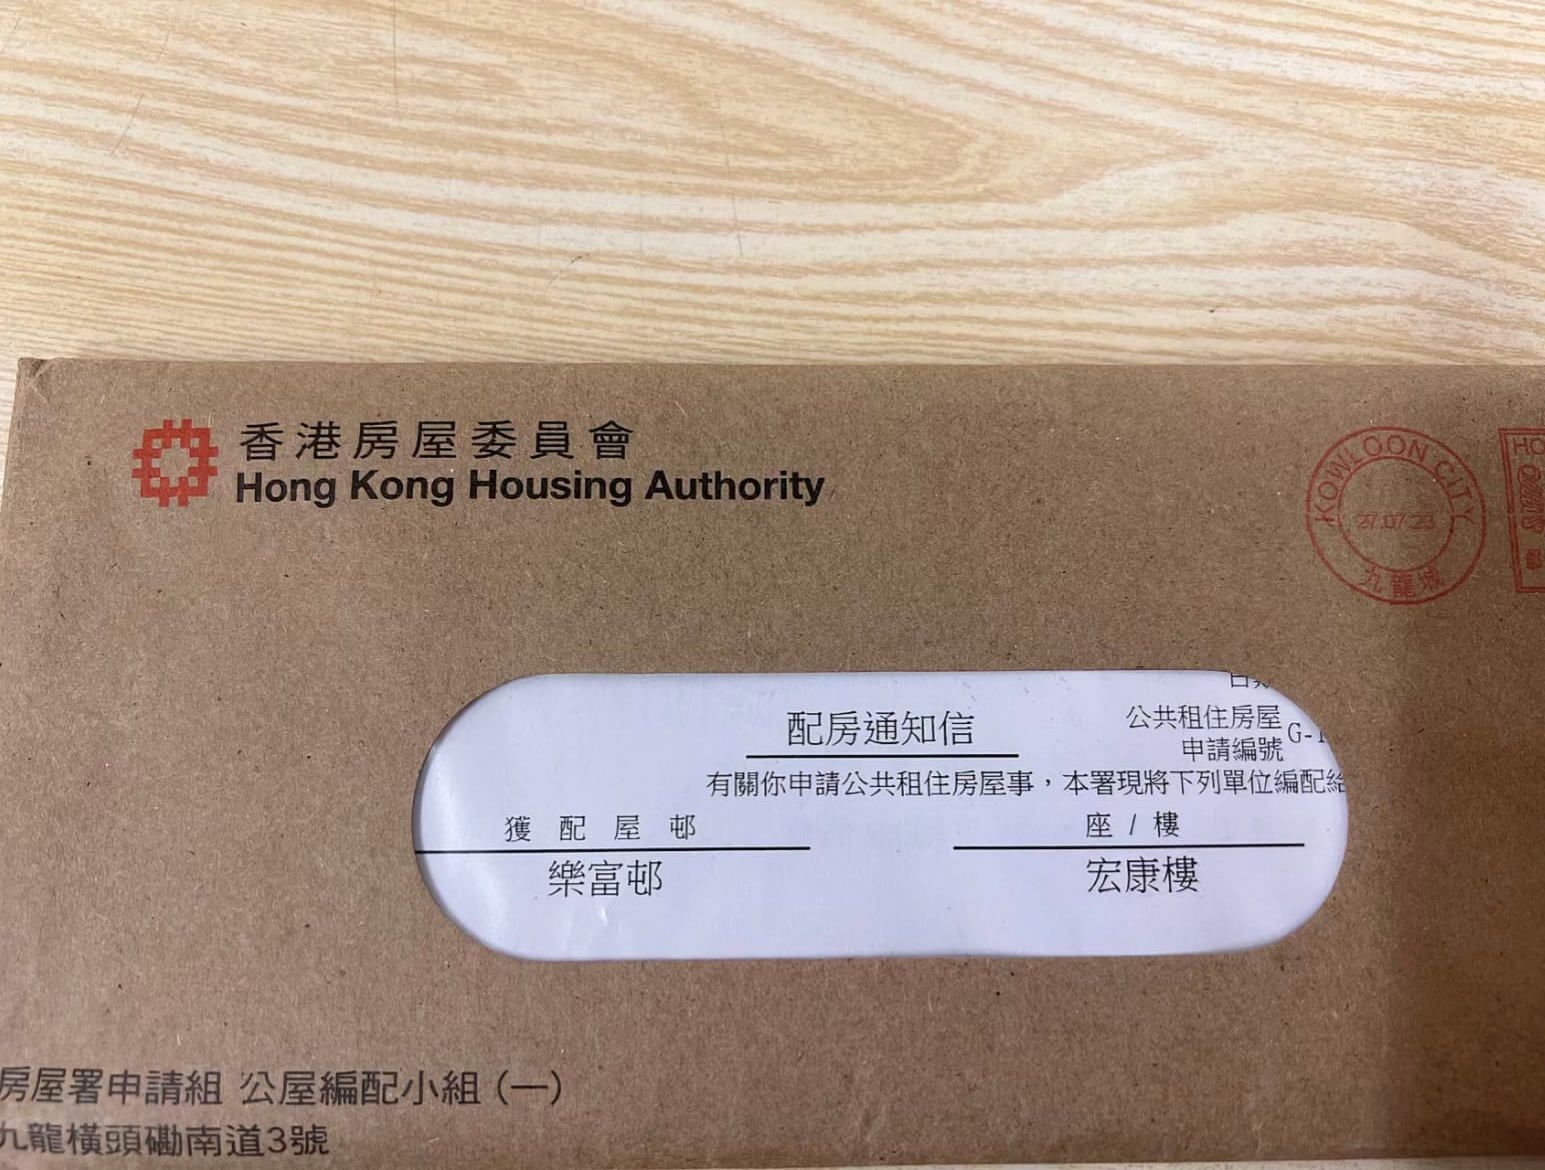 香港房屋委員會
Hong Kong Housing Authority
KOWLOON CITY
27.07.23
九龍城
HO
配房通知信
公共租住房屋
申請編號 G-1
有關你申請公共租住房屋事，本署現將下列單位編配給
獲配屋邨
座/樓
樂富邨
宏康樓
房屋署申請組 公屋編配小組(一)
九龍橫頭磡南道3號